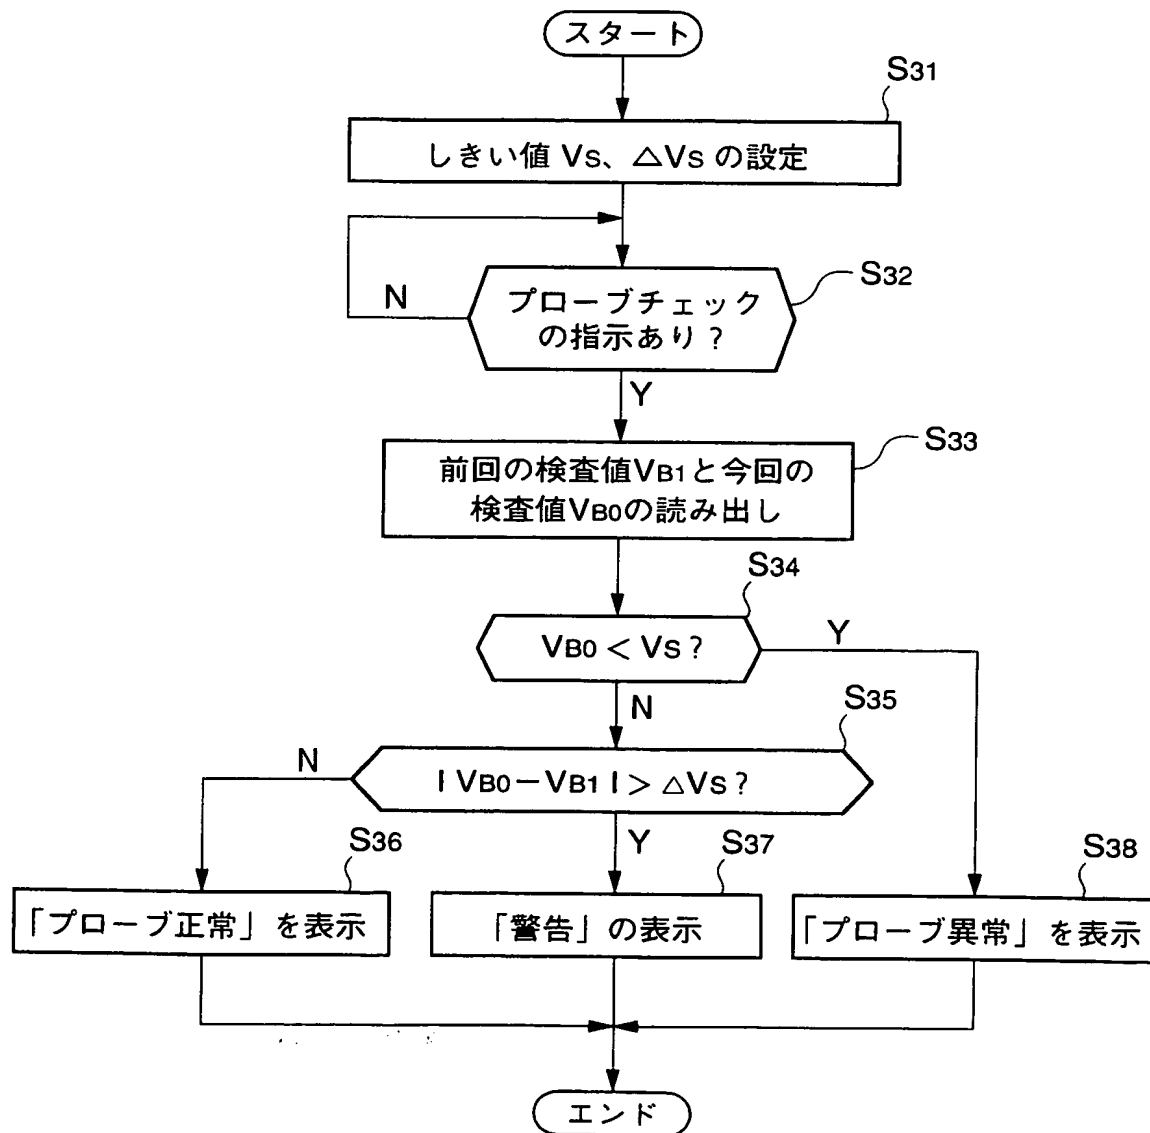 スタート
S31
しきい値 VS、△VS の設定
S32
N
プローブチェック
の指示あり？
Y
S33
前回の検査値VB1と今回の
検査値VB0の読み出し
S34
VB0 < VS？
Y
N
S35
N
| VB0－VB1 | > △VS？
Y
S36
S37
S38
「プローブ正常」を表示
「警告」の表示
「プローブ異常」を表示
エンド